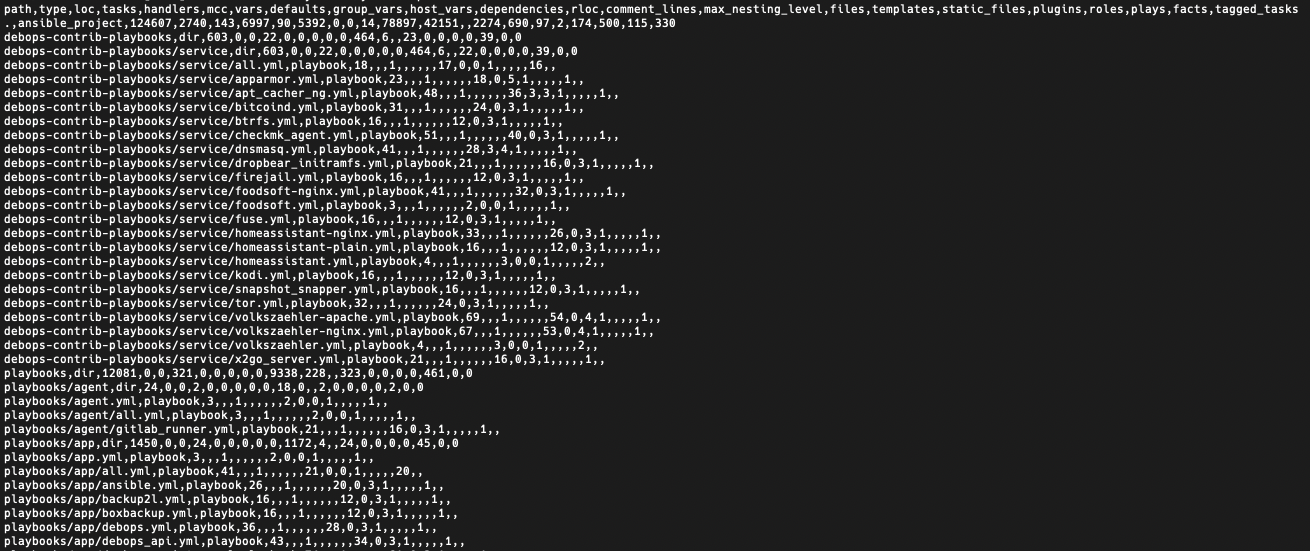 path,type,loc,tasks,handlers,mcc,vars,defaults,group_vars,host_vars,dependencies,rloc,comment_lines,max_nesting_level,files,templates,static_files,plugins,roles,plays,facts,tagged_tasks
.,ansible_project,124607,2740,143,6997,90,5392,0,0,14,78897,42151,,2274,690,97,2,174,500,115,330
debops-contrib-playbooks,dir,603,0,0,22,0,0,0,0,0,464,6,,23,0,0,0,0,39,0,0
debops-contrib-playbooks/service,dir,603,0,0,22,0,0,0,0,0,464,6,,22,0,0,0,0,39,0,0
debops-contrib-playbooks/service/all.yml,playbook,18,,,1,,,,,,17,0,0,1,,,,,16,,
debops-contrib-playbooks/service/apparmor.yml,playbook,23,,,1,,,,,,18,0,5,1,,,,,1,,
debops-contrib-playbooks/service/apt_cacher_ng.yml,playbook,48,,,1,,,,,,36,3,3,1,,,,,1,,
debops-contrib-playbooks/service/bitcoind.yml,playbook,31,,,1,,,,,,24,0,3,1,,,,,1,,
debops-contrib-playbooks/service/btrfs.yml,playbook,16,,,1,,,,,,12,0,3,1,,,,,1,,
debops-contrib-playbooks/service/checkmk_agent.yml,playbook,51,,,1,,,,,,40,0,3,1,,,,,1,,
debops-contrib-playbooks/service/dnsmasq.yml,playbook,41,,,1,,,,,,28,3,4,1,,,,,1,,
debops-contrib-playbooks/service/dropbear_initramfs.yml,playbook,21,,,1,,,,,,16,0,3,1,,,,,1,,
debops-contrib-playbooks/service/firejail.yml,playbook,16,,,1,,,,,,12,0,3,1,,,,,1,,
debops-contrib-playbooks/service/foodsoft-nginx.yml,playbook,41,,,1,,,,,,32,0,3,1,,,,,1,,
debops-contrib-playbooks/service/foodsoft.yml,playbook,3,,,1,,,,,,2,0,0,1,,,,,1,,
debops-contrib-playbooks/service/fuse.yml,playbook,16,,,1,,,,,,12,0,3,1,,,,,1,,
debops-contrib-playbooks/service/homeassistant-nginx.yml,playbook,33,,,1,,,,,,26,0,3,1,,,,,1,,
debops-contrib-playbooks/service/homeassistant-plain.yml,playbook,16,,,1,,,,,,12,0,3,1,,,,,1,,
debops-contrib-playbooks/service/homeassistant.yml,playbook,4,,,1,,,,,,3,0,0,1,,,,,2,,
debops-contrib-playbooks/service/kodi.yml,playbook,16,,,1,,,,,,12,0,3,1,,,,,1,,
debops-contrib-playbooks/service/snapshot_snapper.yml,playbook,16,,,1,,,,,,12,0,3,1,,,,,1,,
debops-contrib-playbooks/service/tor.yml,playbook,32,,,1,,,,,,24,0,3,1,,,,,1,,
debops-contrib-playbooks/service/volkszaehler-apache.yml,playbook,69,,,1,,,,,,54,0,4,1,,,,,1,,
debops-contrib-playbooks/service/volkszaehler-nginx.yml,playbook,67,,,1,,,,,,53,0,4,1,,,,,1,,
debops-contrib-playbooks/service/volkszaehler.yml,playbook,4,,,1,,,,,,3,0,0,1,,,,,2,,
debops-contrib-playbooks/service/x2go_server.yml,playbook,21,,,1,,,,,,16,0,3,1,,,,,1,,
playbooks,dir,12081,0,0,321,0,0,0,0,0,9338,228,,323,0,0,0,0,461,0,0
playbooks/agent,dir,24,0,0,2,0,0,0,0,0,18,0,,2,0,0,0,0,2,0,0
playbooks/agent.yml,playbook,3,,,1,,,,,,2,0,0,1,,,,,1,,
playbooks/agent/all.yml,playbook,3,,,1,,,,,,2,0,0,1,,,,,1,,
playbooks/agent/gitlab_runner.yml,playbook,21,,,1,,,,,,16,0,3,1,,,,,1,,
playbooks/app,dir,1450,0,0,24,0,0,0,0,0,1172,4,,24,0,0,0,0,45,0,0
playbooks/app.yml,playbook,3,,,1,,,,,,2,0,0,1,,,,,1,,
playbooks/app/all.yml,playbook,41,,,1,,,,,,21,0,0,1,,,,,20,,
playbooks/app/ansible.yml,playbook,26,,,1,,,,,,20,0,3,1,,,,,1,,
playbooks/app/backup2l.yml,playbook,16,,,1,,,,,,12,0,3,1,,,,,1,,
playbooks/app/boxbackup.yml,playbook,16,,,1,,,,,,12,0,3,1,,,,,1,,
playbooks/app/debops.yml,playbook,36,,,1,,,,,,28,0,3,1,,,,,1,,
playbooks/app/debops_api.yml,playbook,43,,,1,,,,,,34,0,3,1,,,,,1,,